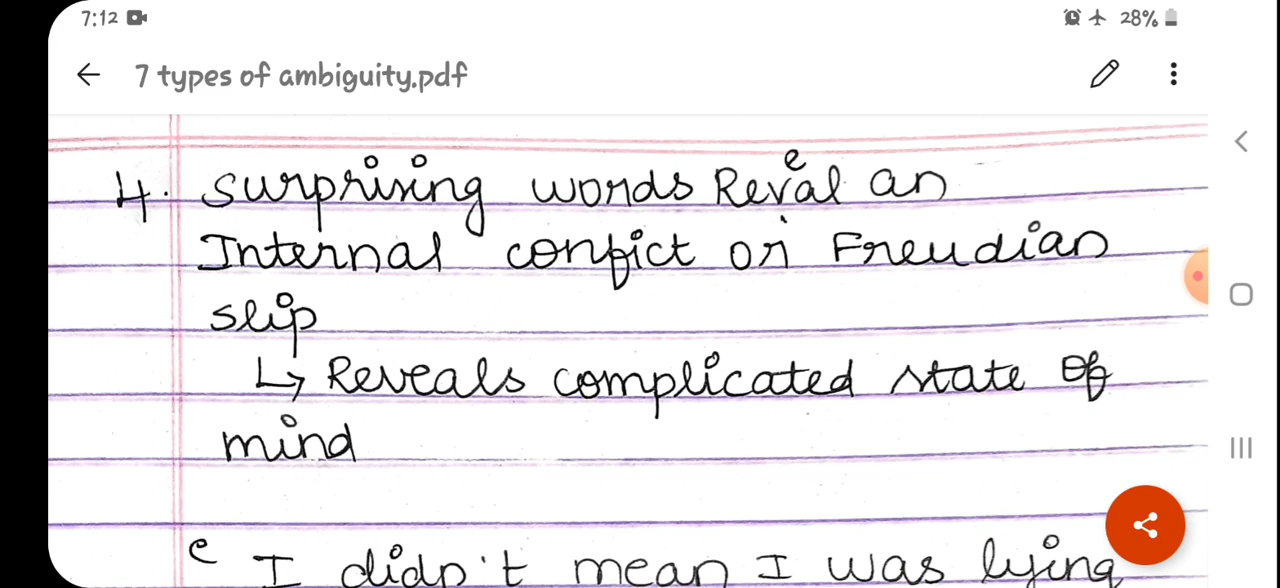 7:12 28%
7 types of ambiguity.pdf
4. Surprising words Reveal an
Internal confict or Freudian
slip
↳ Reveals complicated state of
mind
e I didn't mean I was lying